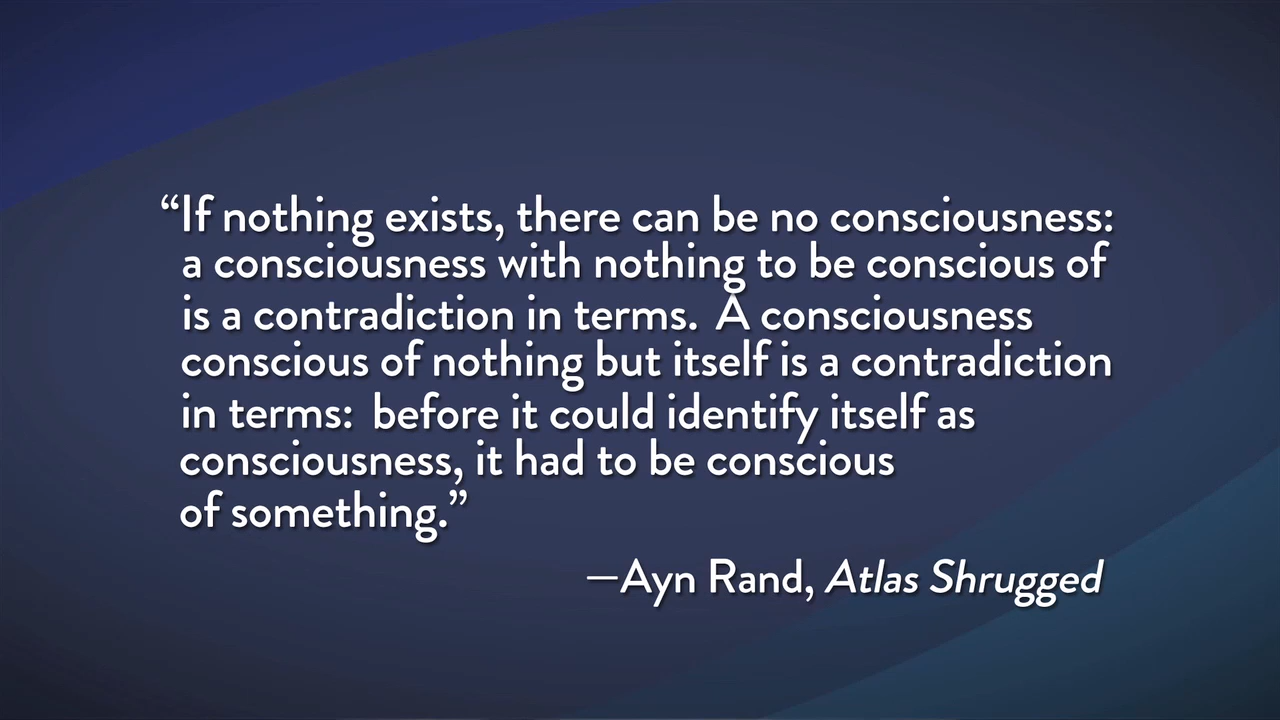 “If nothing exists, there can be no consciousness:
a consciousness with nothing to be conscious of
is a contradiction in terms. A consciousness
conscious of nothing but itself is a contradiction
in terms: before it could identify itself as
consciousness, it had to be conscious
of something.”
—Ayn Rand, Atlas Shrugged